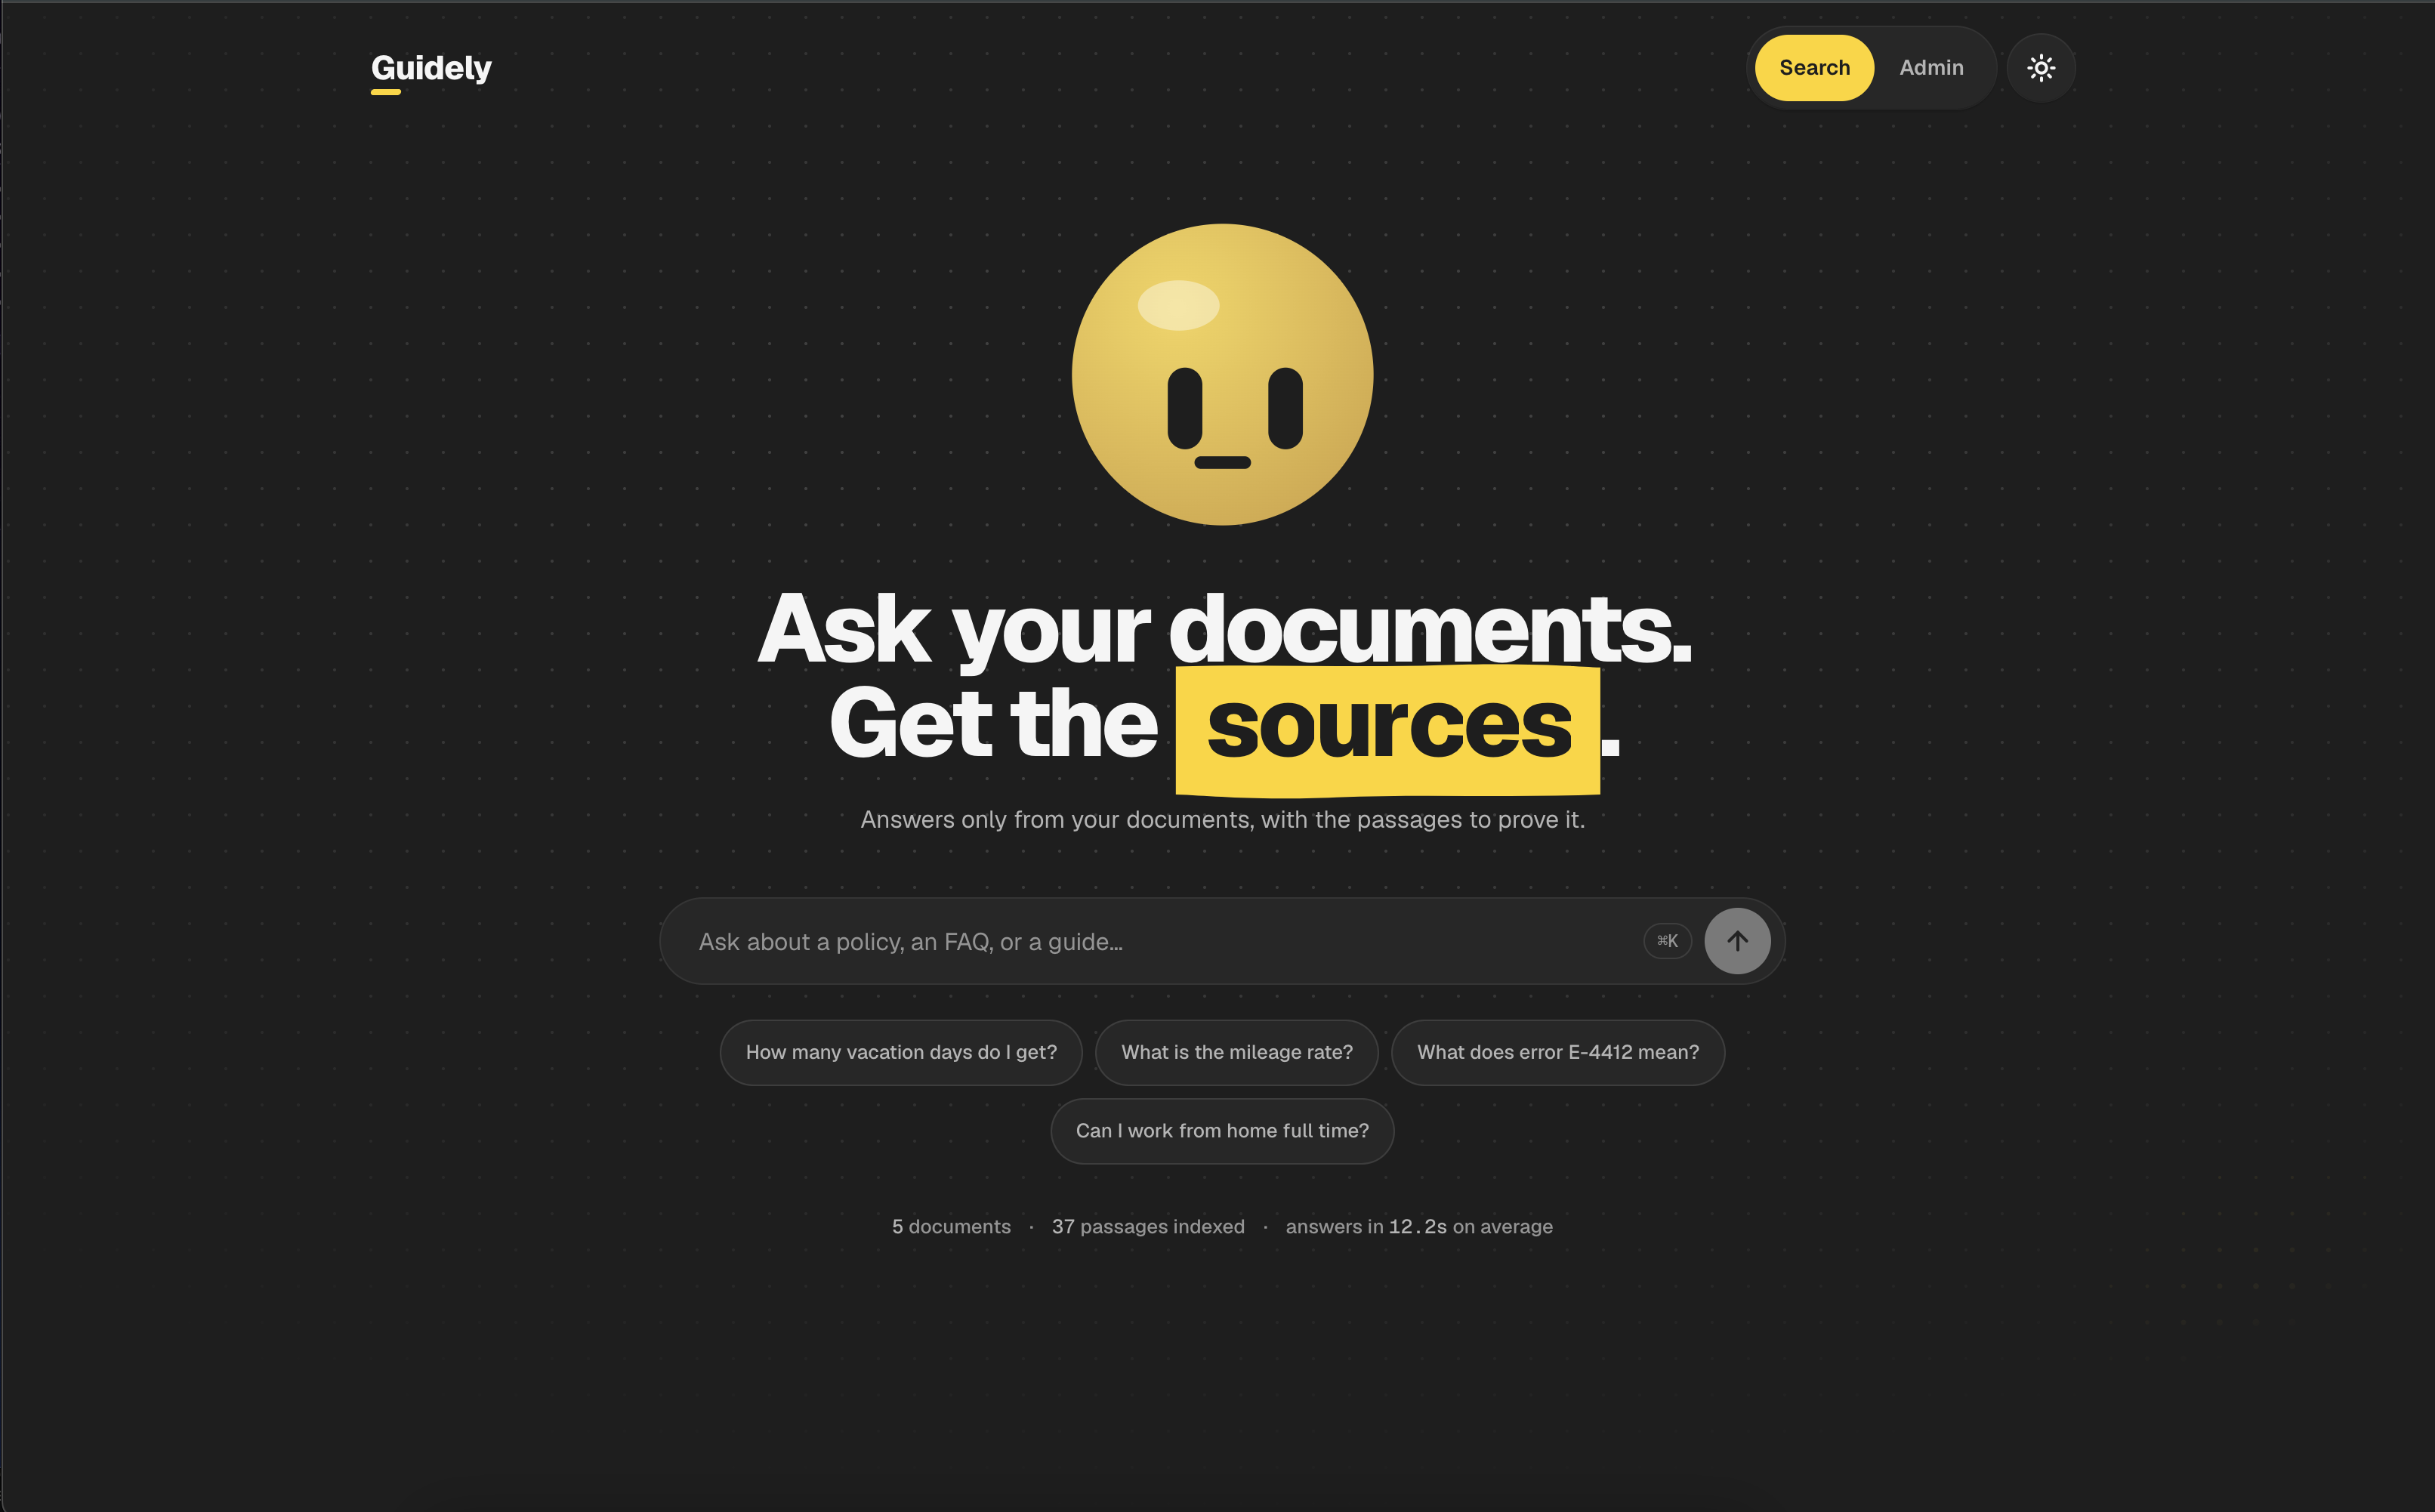 Guidely
Search
Admin
Ask your documents.
Get the sources.
Answers only from your documents, with the passages to prove it.
Ask about a policy, an FAQ, or a guide…
⌘K
How many vacation days do I get?
What is the mileage rate?
What does error E-4412 mean?
Can I work from home full time?
5 documents · 37 passages indexed · answers in 12.2s on average